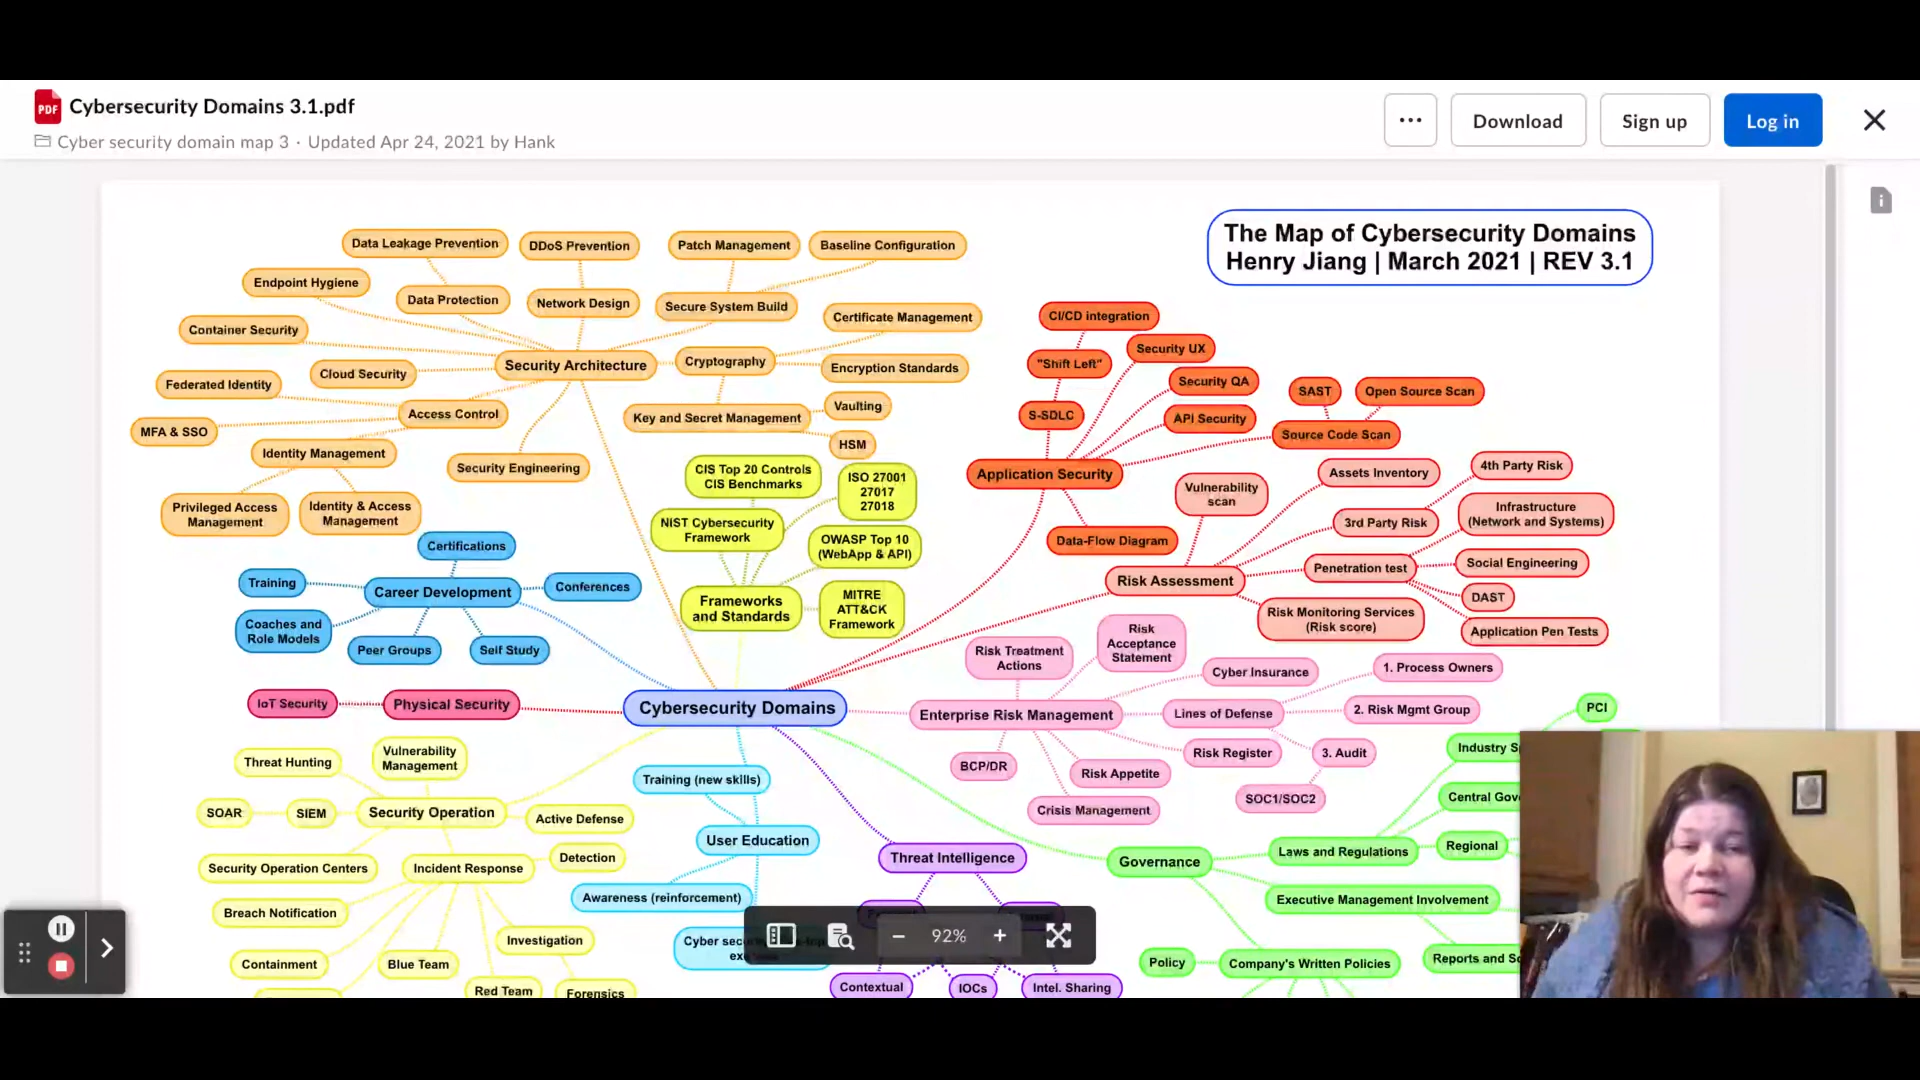 PDF
Cybersecurity Domains 3.1.pdf
Cyber security domain map 3 · Updated Apr 24, 2021 by Hank
Download
Sign up
Log in
The Map of Cybersecurity Domains
Henry Jiang | March 2021 | REV 3.1
Data Leakage Prevention
DDoS Prevention
Patch Management
Baseline Configuration
Endpoint Hygiene
Data Protection
Network Design
Secure System Build
Certificate Management
Container Security
Cloud Security
Security Architecture
Cryptography
Encryption Standards
Federated Identity
Access Control
Key and Secret Management
Vaulting
HSM
MFA & SSO
Identity Management
Security Engineering
Privileged Access
Management
Identity & Access
Management
CIS Top 20 Controls
CIS Benchmarks
ISO 27001
27017
27018
NIST Cybersecurity
Framework
OWASP Top 10
(WebApp & API)
Frameworks
and Standards
MITRE
ATT&CK
Framework
CI/CD integration
"Shift Left"
Security UX
Security QA
S-SDLC
API Security
SAST
Open Source Scan
Source Code Scan
Application Security
Data-Flow Diagram
Vulnerability
scan
Assets Inventory
4th Party Risk
3rd Party Risk
Infrastructure
(Network and Systems)
Risk Assessment
Penetration test
Social Engineering
DAST
Risk Monitoring Services
(Risk score)
Application Pen Tests
Certifications
Training
Career Development
Conferences
Coaches and
Role Models
Peer Groups
Self Study
IoT Security
Physical Security
Cybersecurity Domains
Risk Treatment
Actions
Risk
Acceptance
Statement
Cyber Insurance
1. Process Owners
Enterprise Risk Management
Lines of Defense
2. Risk Mgmt Group
Risk Register
3. Audit
BCP/DR
Risk Appetite
SOC1/SOC2
Crisis Management
PCI
Industry Sp
Central Gov
Threat Hunting
Vulnerability
Management
SOAR
SIEM
Security Operation
Active Defense
Security Operation Centers
Incident Response
Detection
Breach Notification
Investigation
Containment
Blue Team
Red Team
Forensics
Training (new skills)
User Education
Awareness (reinforcement)
Cyber sec
Threat Intelligence
Contextual
IOCs
Intel. Sharing
Governance
Laws and Regulations
Regional
Executive Management Involvement
Policy
Company's Written Policies
Reports and Sc
92%